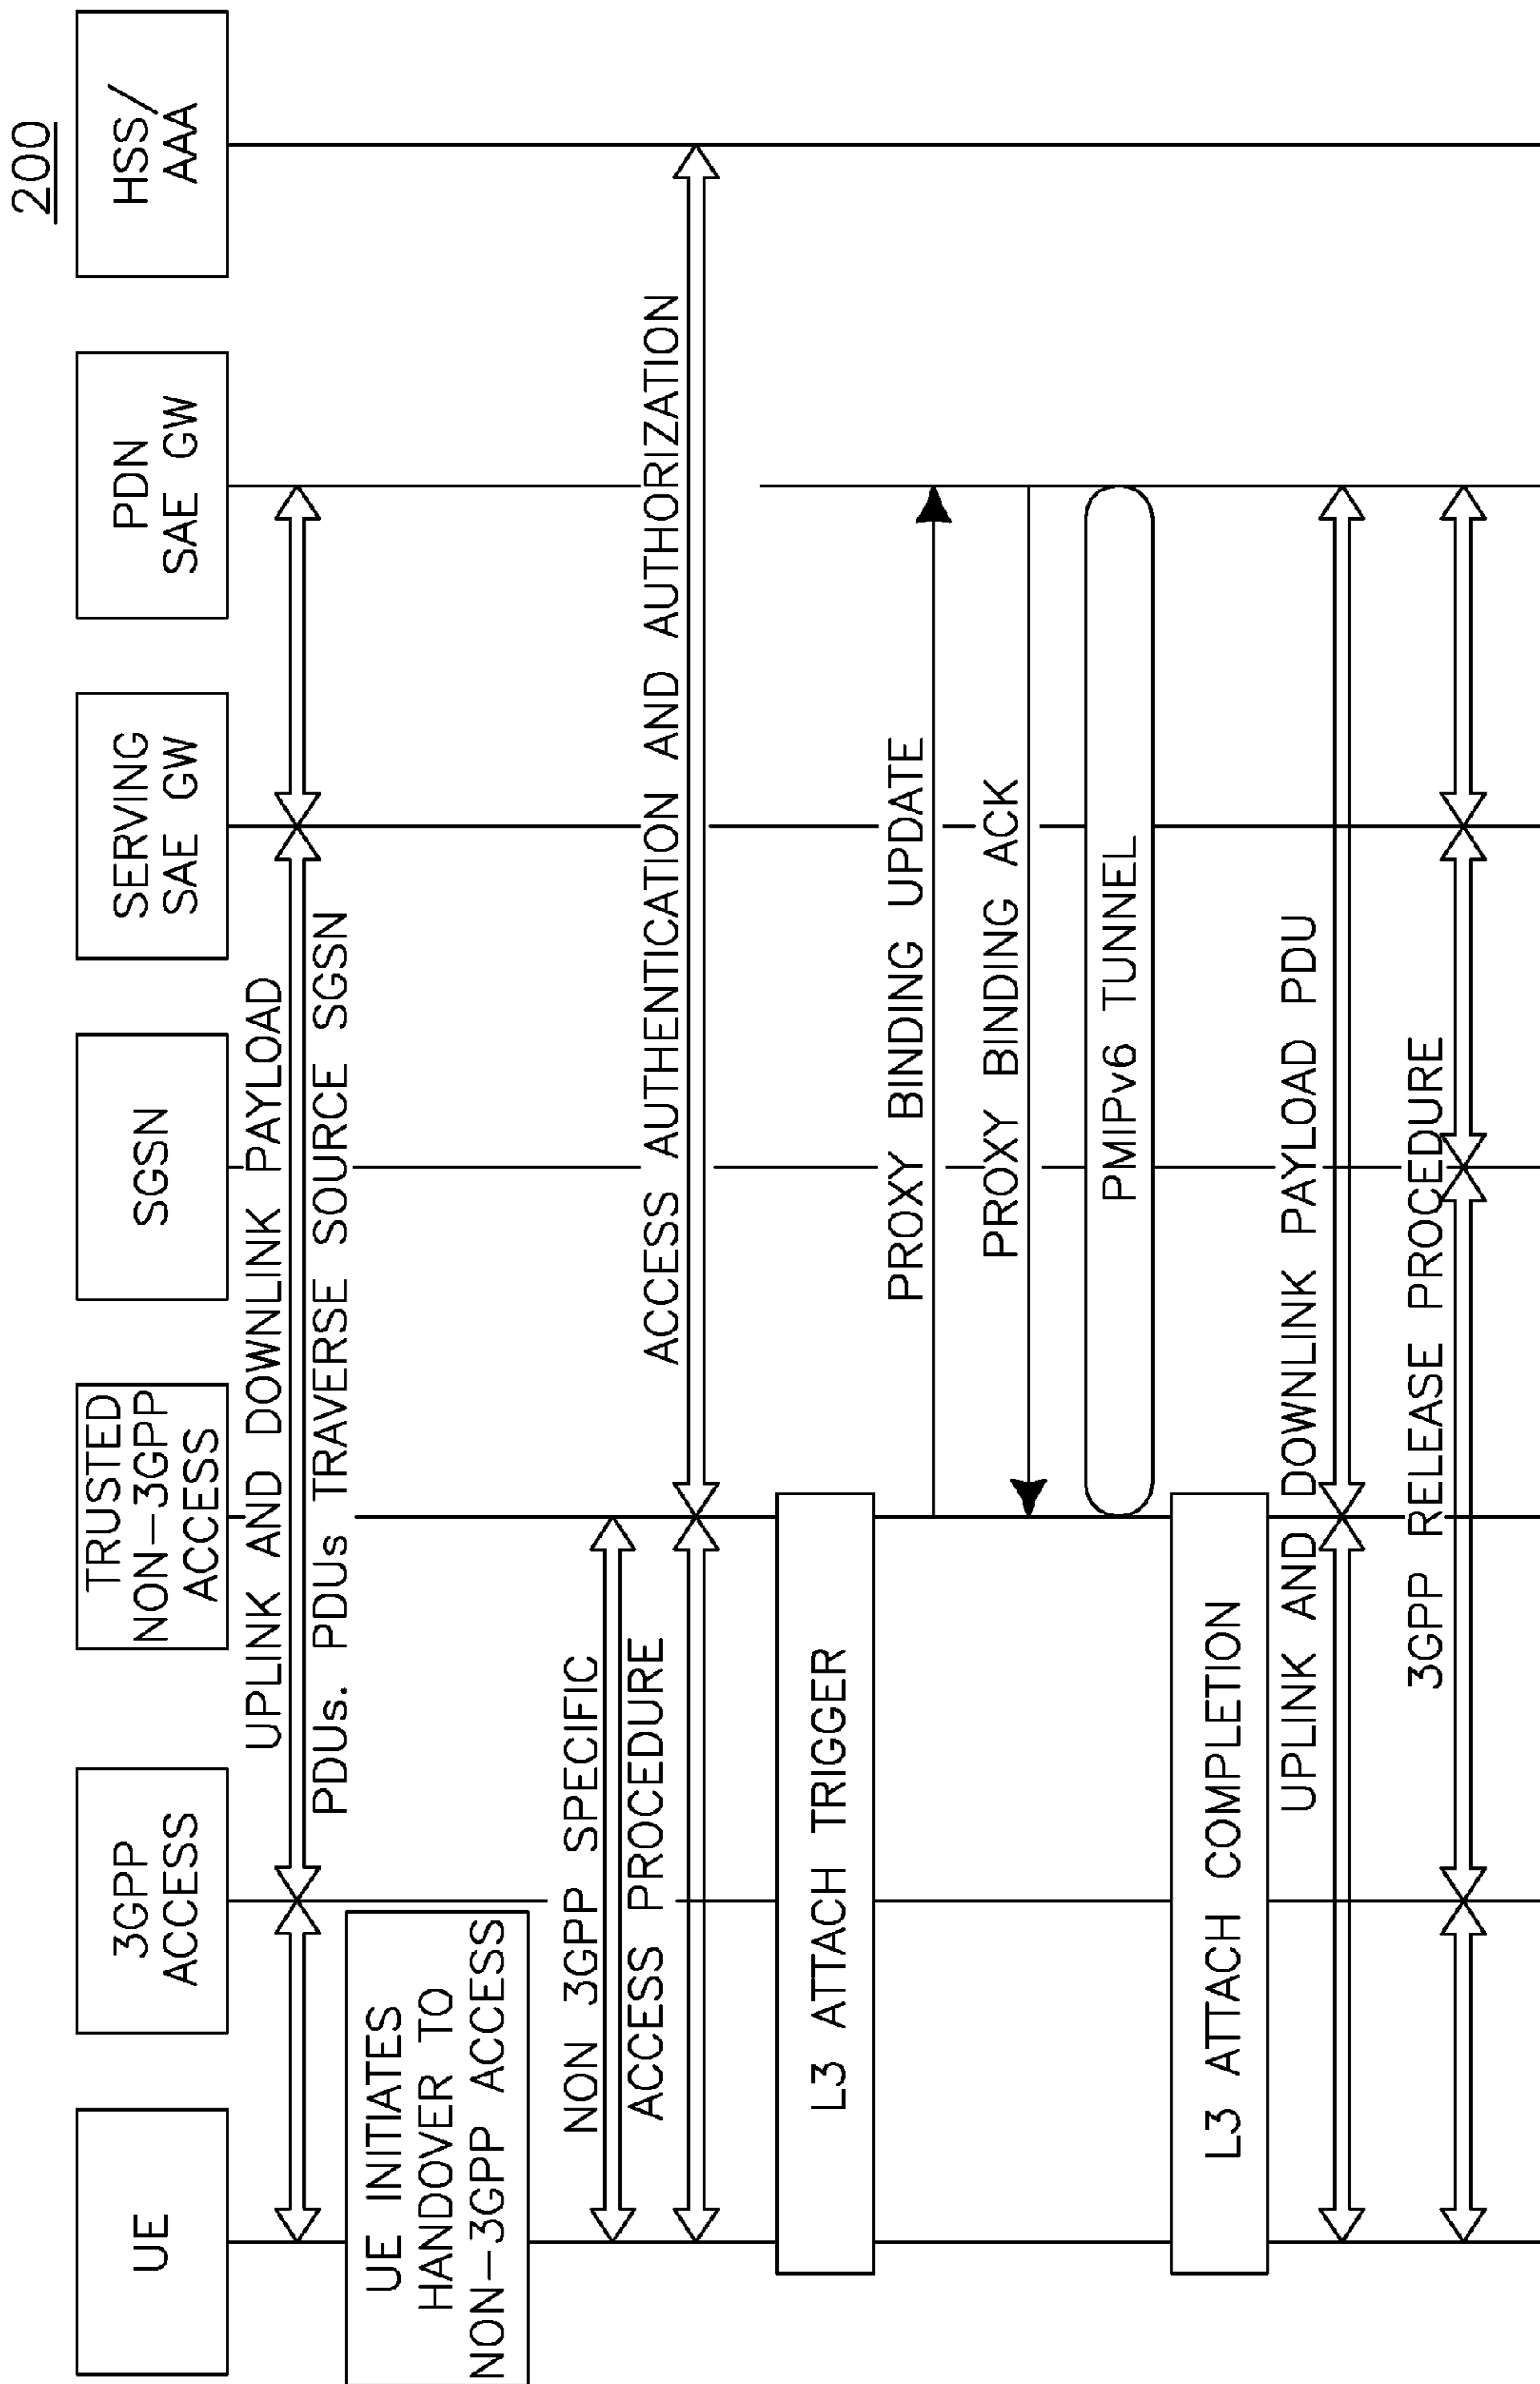 200
UE
3GPP
ACCESS
TRUSTED
NON-3GPP
ACCESS
SGSN
SERVING
SAE GW
PDN
SAE GW
HSS/
AAA
UPLINK AND DOWNLINK PAYLOAD
PDUs. PDUs TRAVERSE SOURCE SGSN
UE INITIATES
HANDOVER TO
NON-3GPP ACCESS
NON 3GPP SPECIFIC
ACCESS PROCEDURE
ACCESS AUTHENTICATION AND AUTHORIZATION
L3 ATTACH TRIGGER
PROXY BINDING UPDATE
PROXY BINDING ACK
PMIPv6 TUNNEL
L3 ATTACH COMPLETION
UPLINK AND DOWNLINK PAYLOAD PDU
3GPP RELEASE PROCEDURE